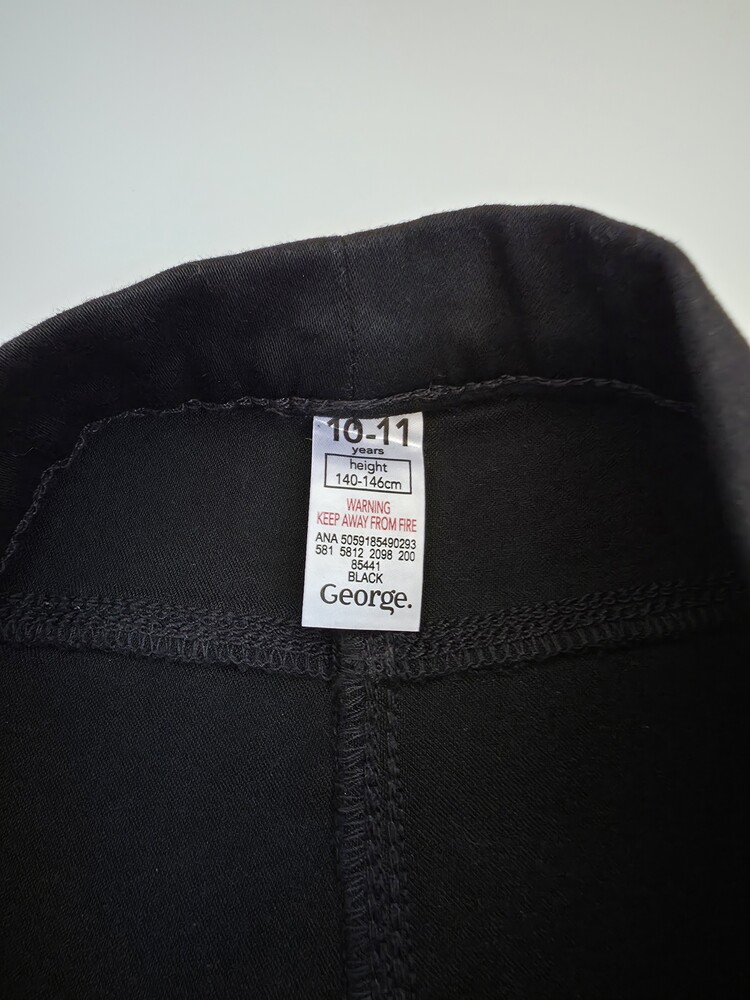 10-11
years
height
140-146cm
WARNING
KEEP AWAY FROM FIRE
ANA 5059185490293
581 5812 2098 200
85441
BLACK
George.